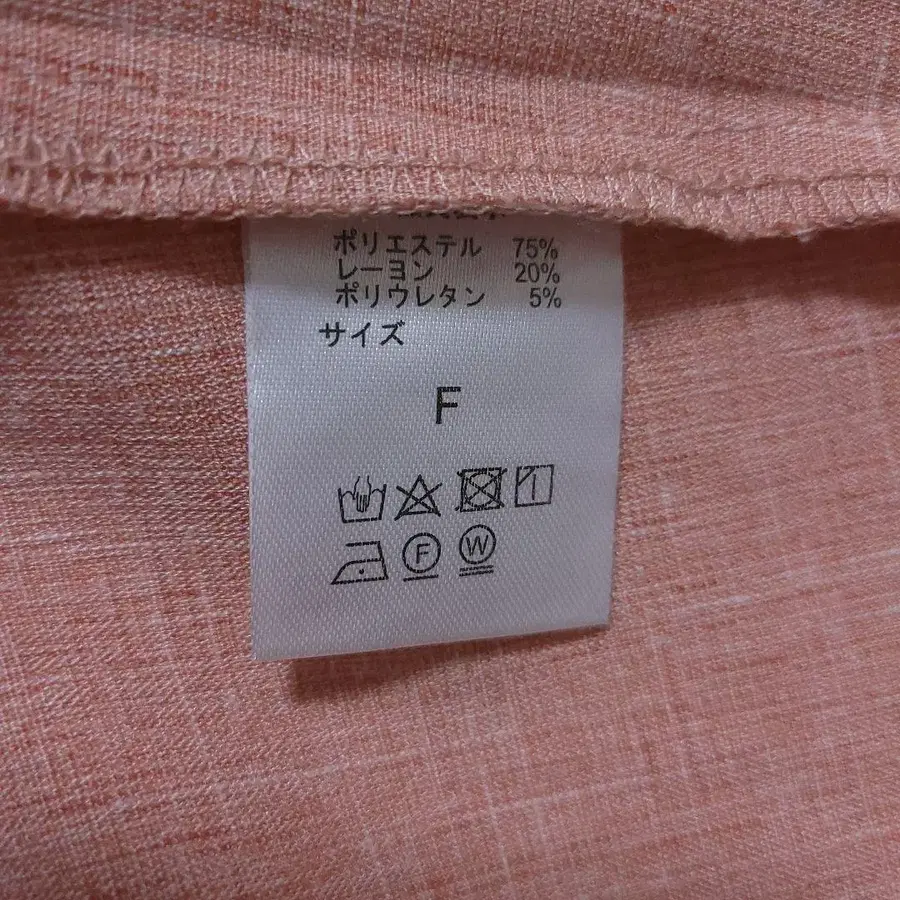 ポリエステル 75%
レーヨン 20%
ポリウレタン 5%
サイズ
F
F W